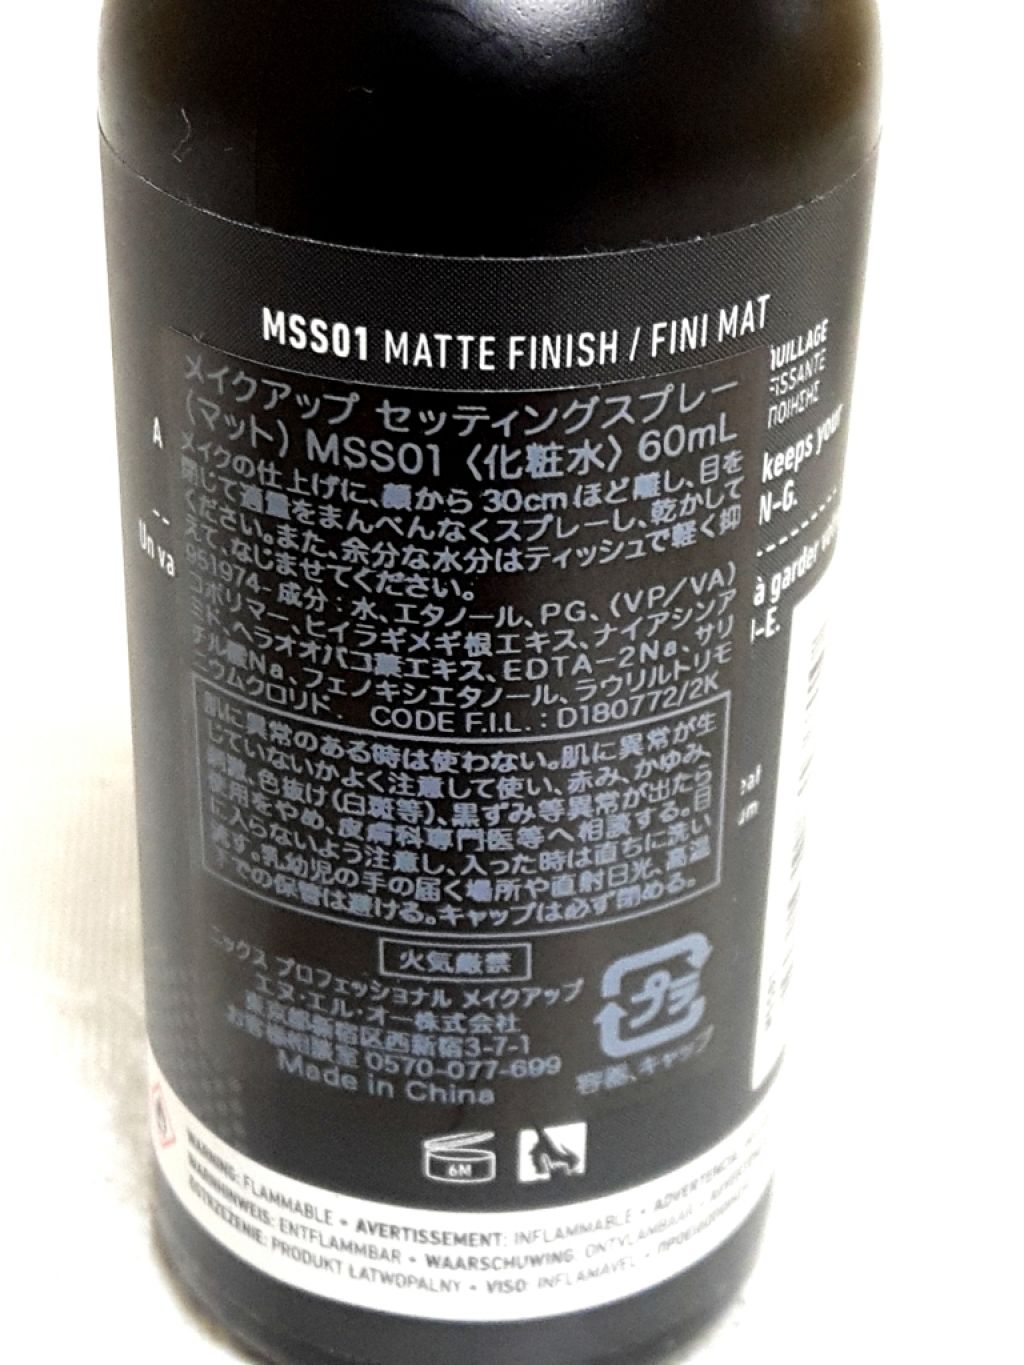 MSS01 MATTE FINISH / FINI MAT
メイクアップ セッティングスプレー
(マット) MSS01〈化粧水〉60mL
メイクの仕上げに、顔から 30cm ほど離し、目を
閉じて適量をまんべんなくスプレーし、乾かして
ください。また、余分な水分はティッシュで軽く抑
えて、なじませてください。
951974- 成分：水、エタノール、PG、(VP/VA)
コポリマー、ヒイラギメギ根エキス、ナイアシンア
ミド、ヘラオオバコ葉エキス、EDTA-2Na、サリ
チル酸Na、フェノキシエタノール、ラウリルトリモ
ニウムクロリド. CODE F.I.L. : D180772/2K
肌に異常のある時は使わない。肌に異常が生
じていないかよく注意して使い、赤み、かゆみ、
刺激、色抜け(白斑等)、黒ずみ等異常が出たら
使用をやめ、皮膚科専門医等へ相談する。目
に入らないよう注意し、入った時は直ちに洗い
流す。乳幼児の手の届く場所や直射日光、高温
下での保管は避ける。キャップは必ず閉める。
火気厳禁
ニックス プロフェッショナル メイクアップ
エヌ・エル・オー株式会社
東京都新宿区西新宿3-7-1
お客様相談室 0570-077-699
Made in China
プラ
容器、キャップ
6M
A
Un va
UILLAGE
FISSANTE
ΠΟΙΗΣΗΣ
keeps your
N-G.
à garder
I-E.
WARNING: FLAMMABLE • AVERTISSEMENT: INFLAMMABLE • ADVERTENCIA
WARNHINWEIS: ENTFLAMMBAR • WAARSCHUWING: ONTVLAMBAAR
OSTRZEŻENIE: PRODUKT ŁATWOPALNY • VISO: INFLAMÁVEL